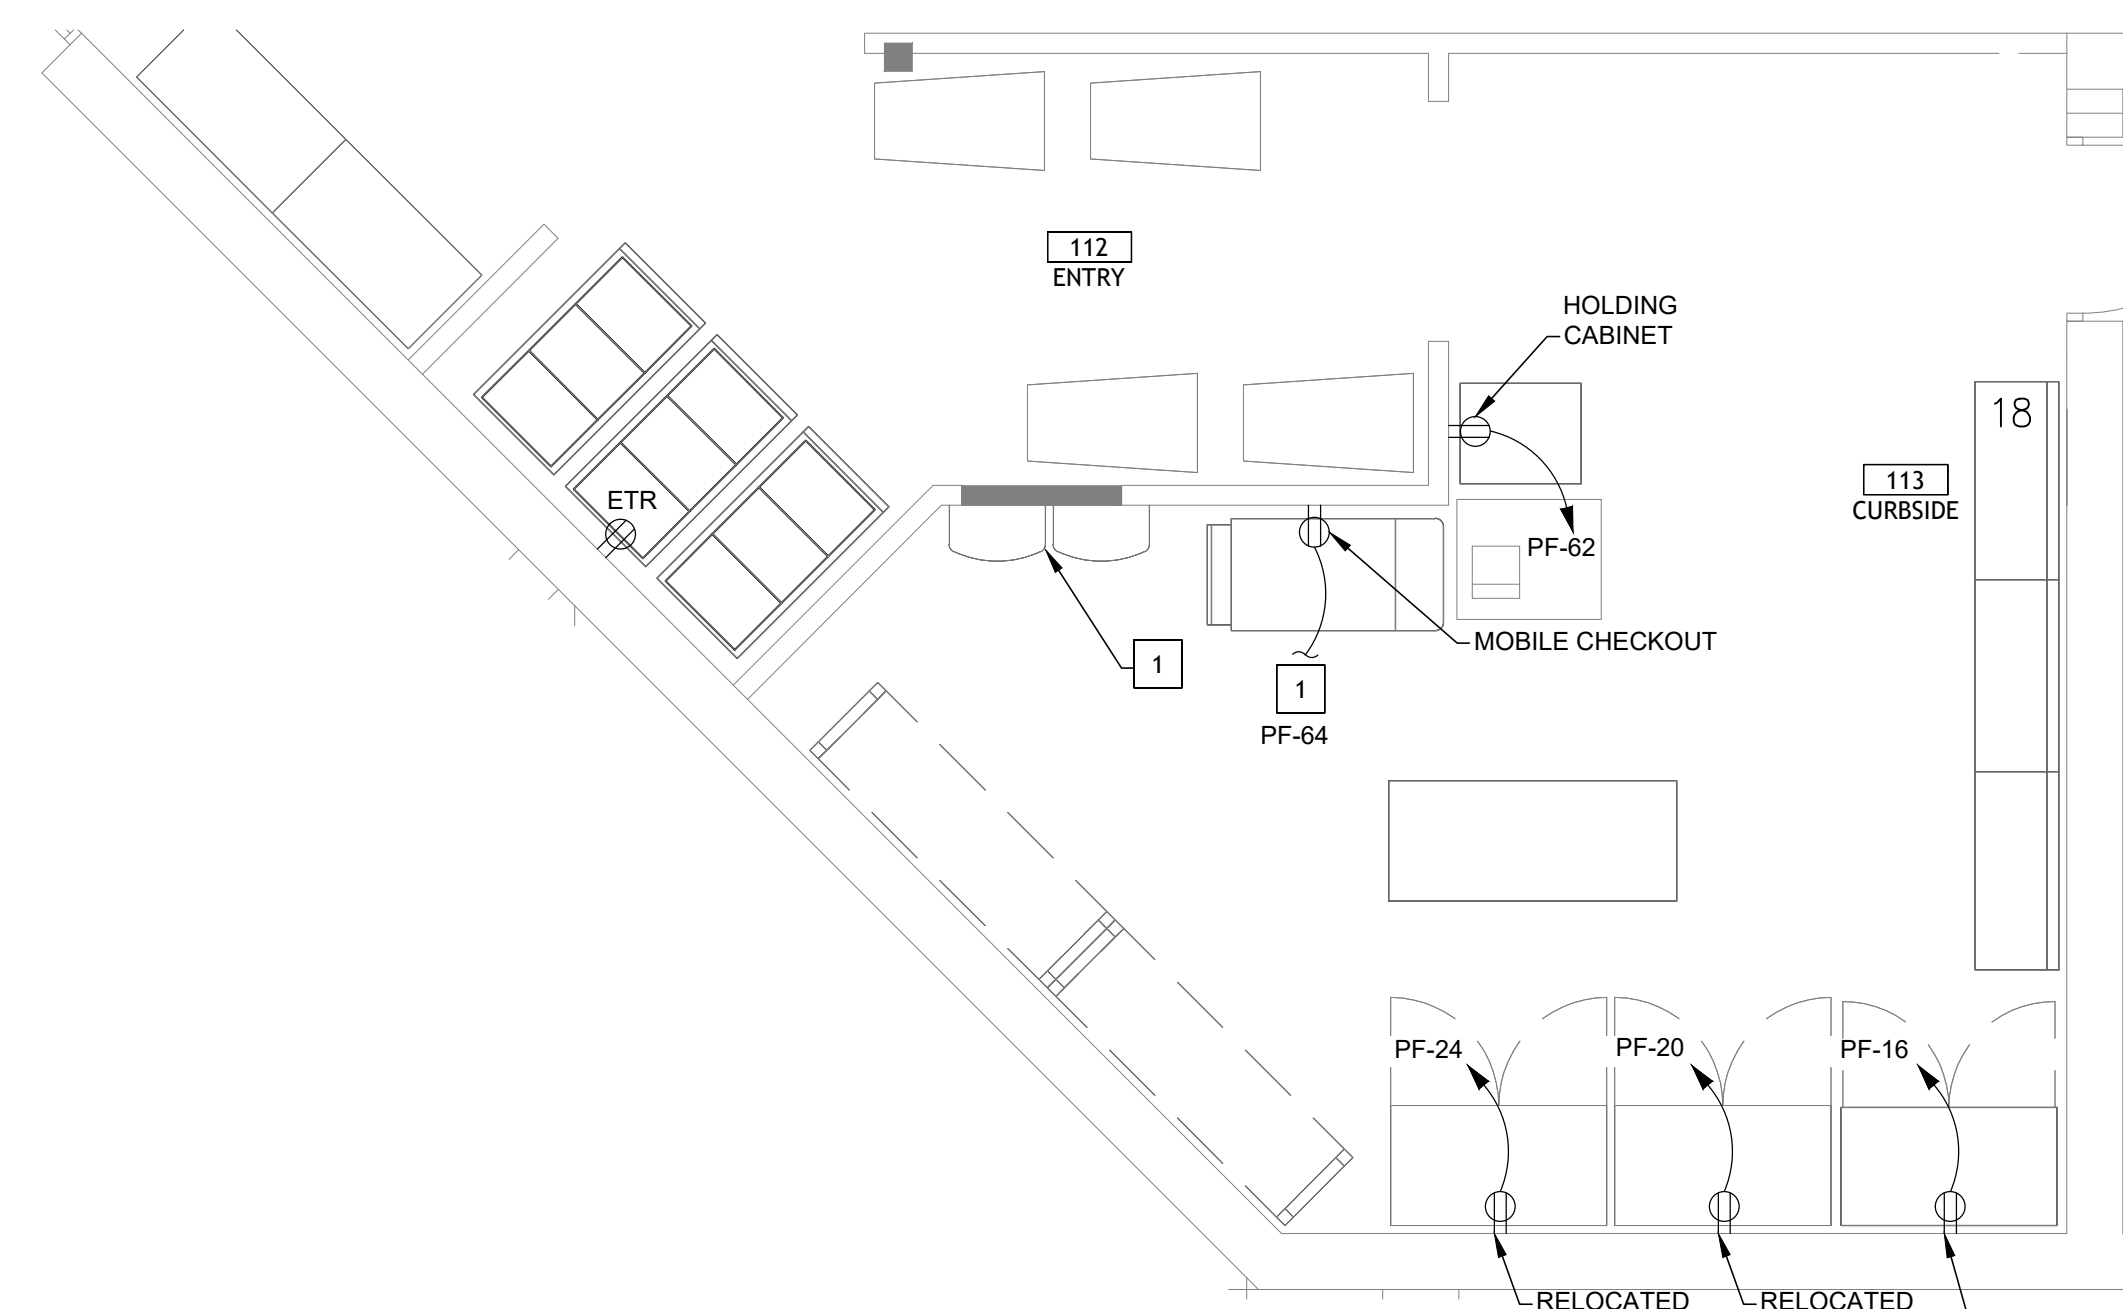 112
ENTRY
HOLDING
CABINET
18
113
CURBSIDE
ETR
PF-62
MOBILE CHECKOUT
1
1
PF-64
PF-24
PF-20
PF-16
RELOCATED
RELOCATED